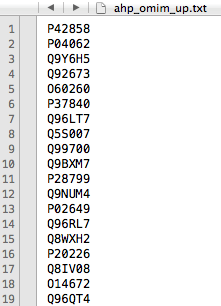 ahp_omim_up.txt
1 P42858
2 P04062
3 Q9Y6H5
4 Q92673
5 O60260
6 P37840
7 Q96LT7
8 Q5S007
9 Q99700
10 Q9BXM7
11 P28799
12 Q9NUM4
13 P02649
14 Q96RL7
15 Q8WXH2
16 P20226
17 Q8IV08
18 O14672
19 Q96QT4